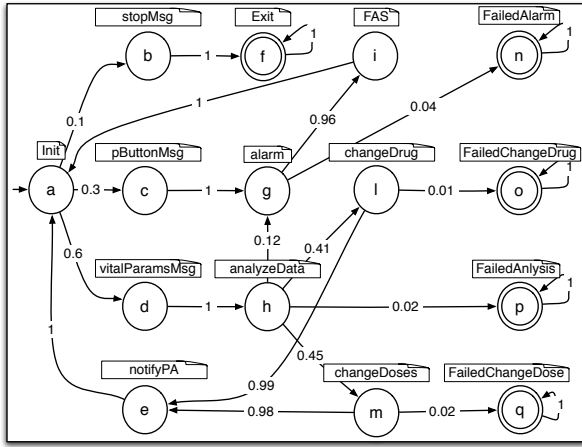 stopMsg
Exit
FAS
FailedAlarm
b
1
f
1
i
n
1
0.1
1
0.96
0.04
Init
pButtonMsg
alarm
changeDrug
FailedChangeDrug
a
0.3
c
1
g
l
0.01
o
1
0.6
0.12
0.41
vitalParamsMsg
analyzeData
FailedAnlysis
d
1
h
0.02
p
1
1
0.45
notifyPA
0.99
changeDoses
FailedChangeDose
e
0.98
m
0.02
q
1